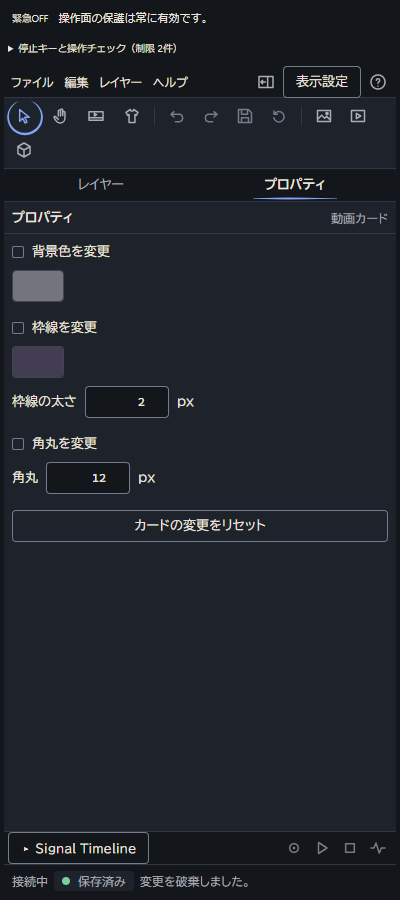 緊急OFF 操作面の保護は常に有効です。
▶ 停止キーと操作チェック（制限 2件）
ファイル 編集 レイヤー ヘルプ 表示設定
レイヤー プロパティ
プロパティ 動画カード
背景色を変更
枠線を変更
枠線の太さ 2 px
角丸を変更
角丸 12 px
カードの変更をリセット
▸ Signal Timeline
接続中 保存済み 変更を破棄しました。